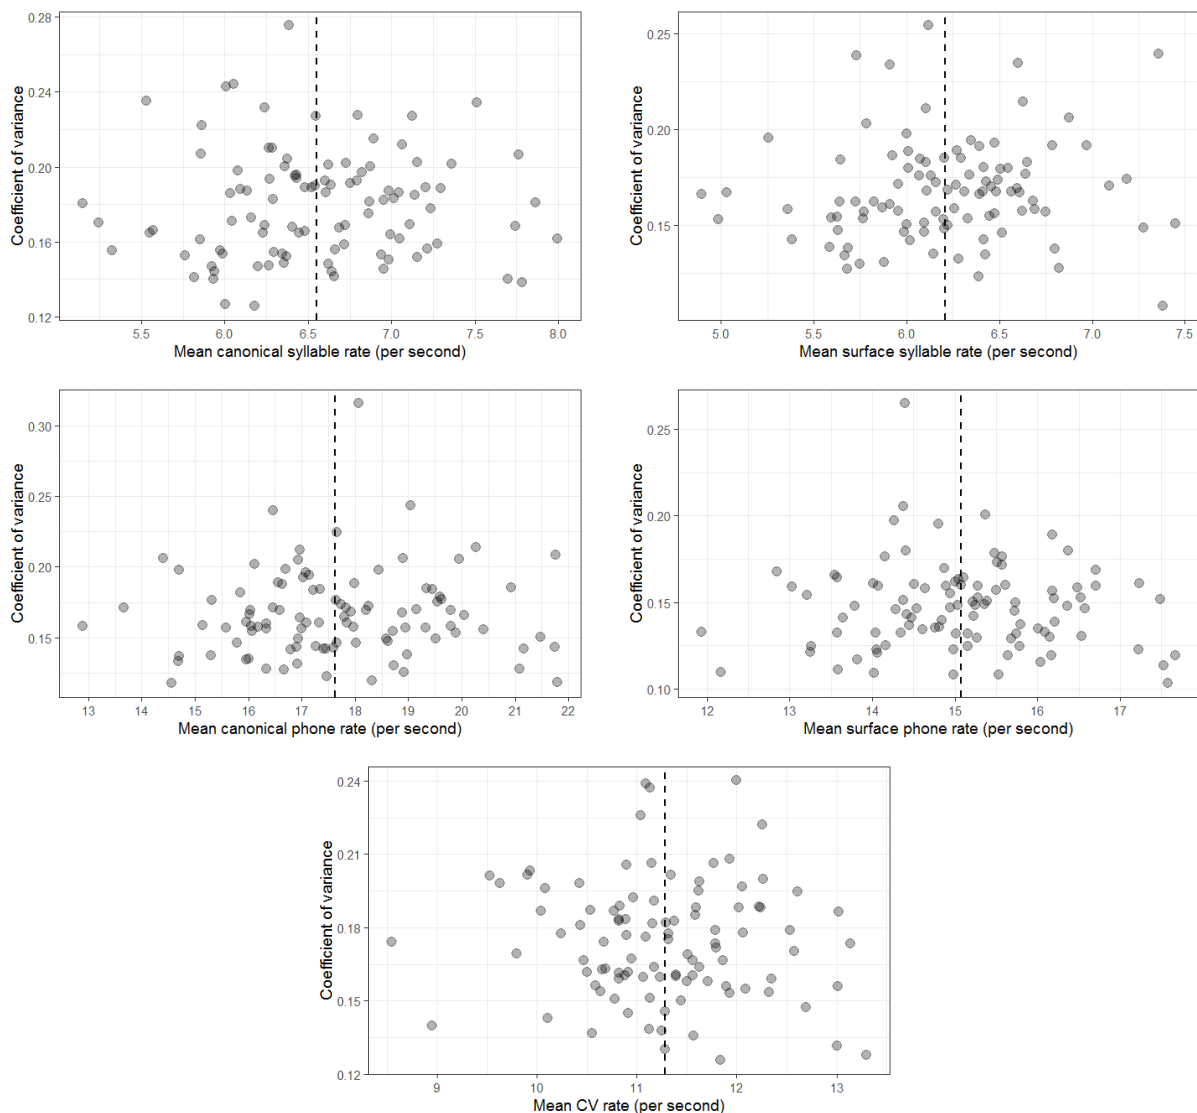 0.28
0.24
0.20
0.16
0.12
Coefficient of variance
5.5 6.0 6.5 7.0 7.5 8.0
Mean canonical syllable rate (per second)
0.25
0.20
0.15
Coefficient of variance
5.0 5.5 6.0 6.5 7.0 7.5
Mean surface syllable rate (per second)
0.30
0.25
0.20
0.15
Coefficient of variance
13 14 15 16 17 18 19 20 21 22
Mean canonical phone rate (per second)
0.25
0.20
0.15
0.10
Coefficient of variance
12 13 14 15 16 17
Mean surface phone rate (per second)
0.24
0.21
0.18
0.15
0.12
Coefficient of variance
9 10 11 12 13
Mean CV rate (per second)